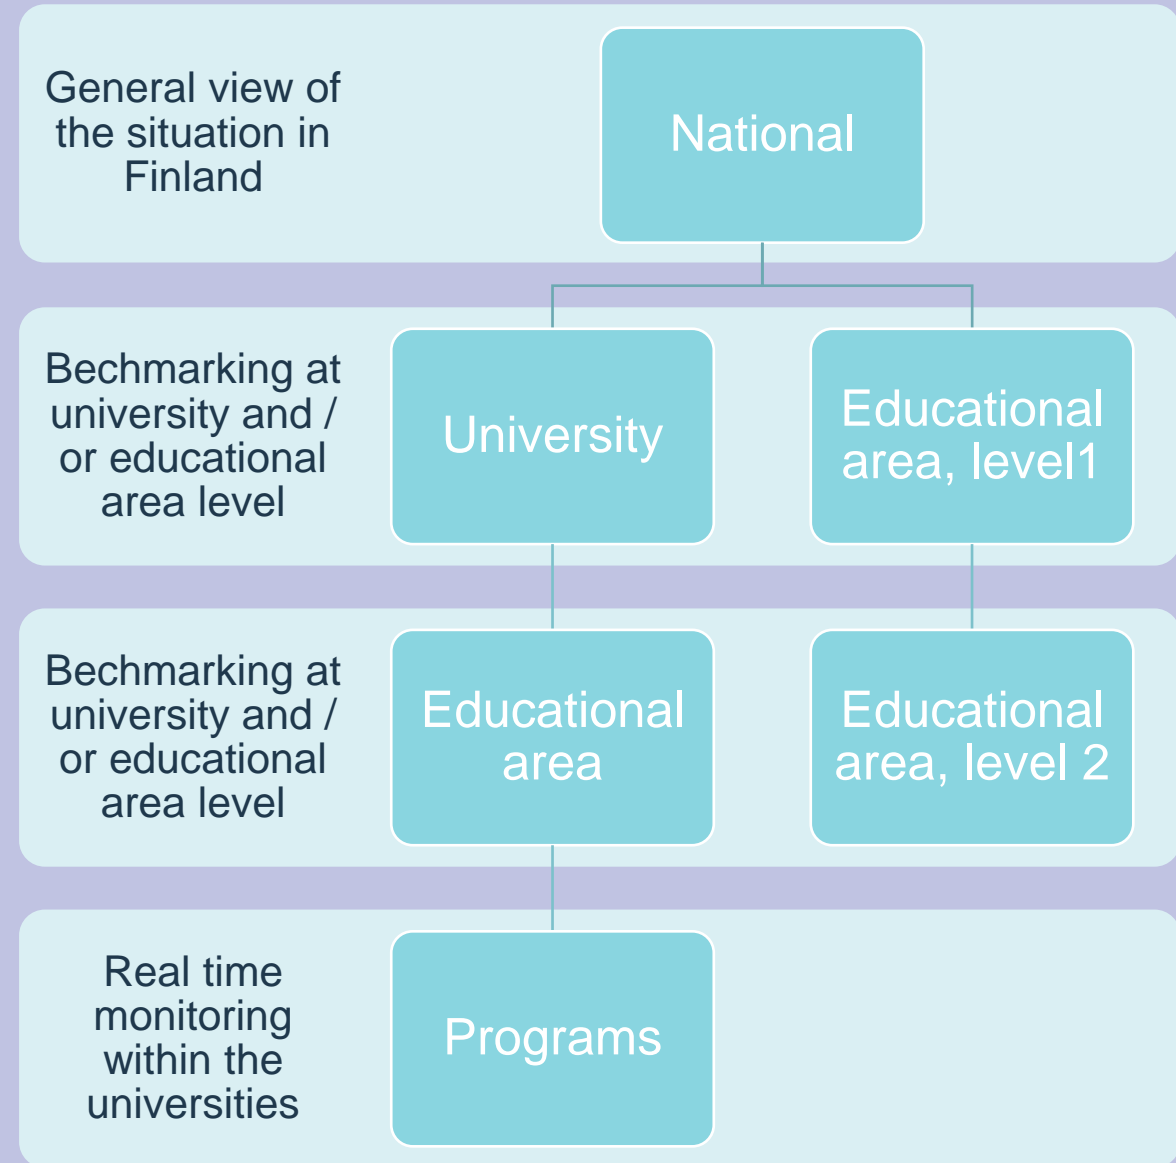 General view of
the situation in
Finland
National
Bechmarking at
university and /
or educational
area level
University
Educational
area, level1
Bechmarking at
university and /
or educational
area level
Educational
area
Educational
area, level 2
Real time
monitoring
within the
universities
Programs